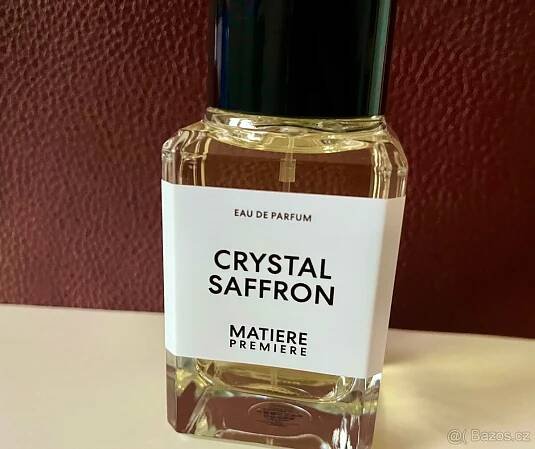 EAU DE PARFUM
CRYSTAL
SAFFRON
MATIERE
PREMIERE
@( Bazos.cz